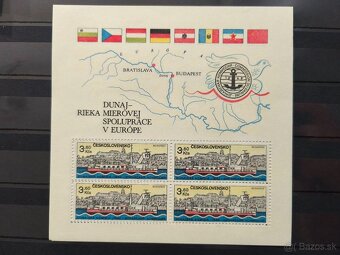 EURÓPA
BRATISLAVA
BUDAPEST
DUNAJ-
RIEKA MIEROVEJ
SPOLUPRÁCE
V EURÓPE
ČESKOSLOVENSKO
3,60
Kčs
ČESKOSLOVENSKO
3,60
Kčs
ČESKOSLOVENSKO
3,60
Kčs
ČESKOSLOVENSKO
3,60
Kčs
bazos.sk